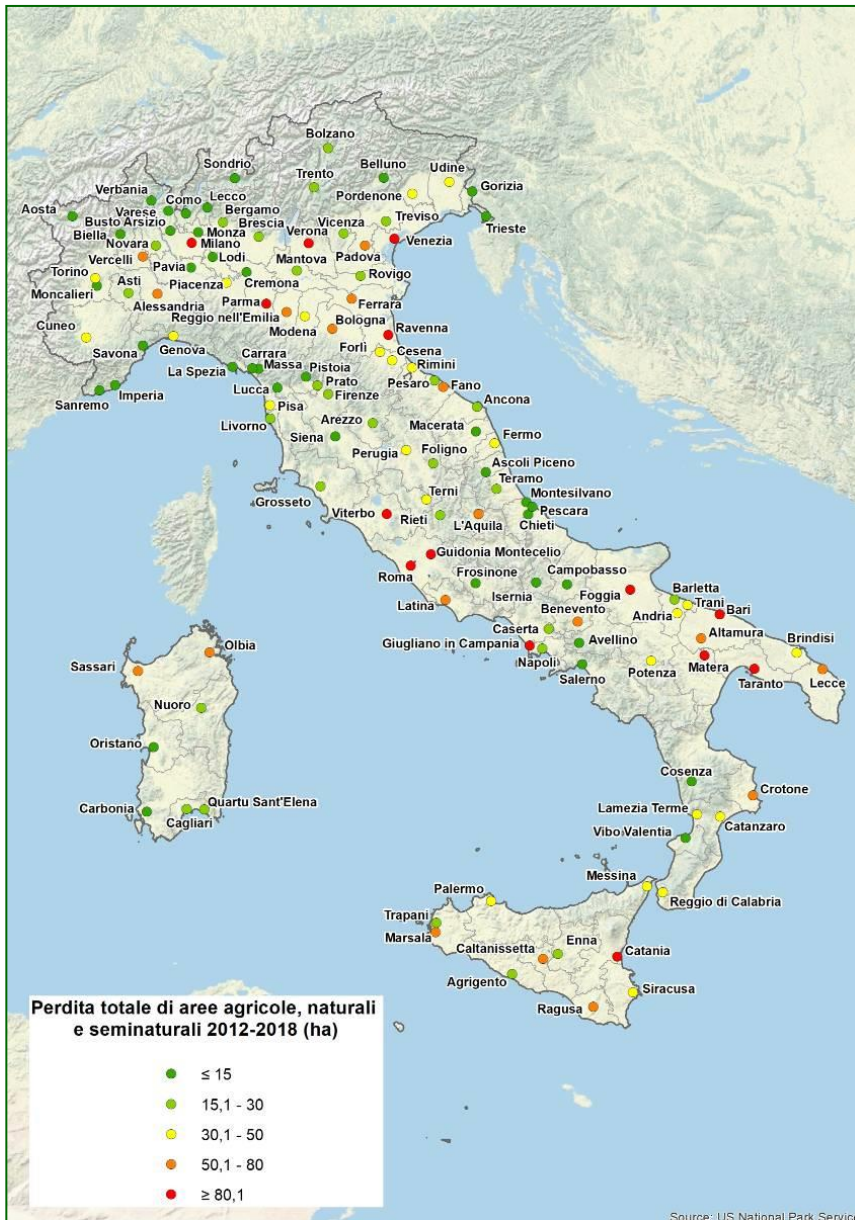 Bolzano
Sondrio
Belluno
Udine
Trento
Pordenone
Gorizia
Verbania
Como
Lecco
Aosta
Varese
Bergamo
Treviso
Busto Arsizio
Brescia
Verona
Vicenza
Trieste
Biella
Monza
Novara
Milano
Venezia
Vercelli
Lodi
Mantova
Padova
Torino
Pavia
Cremona
Rovigo
Asti
Piacenza
Moncalieri
Parma
Ferrara
Alessandria
Reggio nell'Emilia
Bologna
Cuneo
Modena
Ravenna
Savona
Genova
Forlì
Cesena
Carrara
Massa
Pistoia
Rimini
La Spezia
Prato
Pesaro
Fano
Imperia
Lucca
Firenze
Sanremo
Pisa
Ancona
Arezzo
Macerata
Livorno
Siena
Fermo
Perugia
Foligno
Ascoli Piceno
Teramo
Grosseto
Terni
Montesilvano
Viterbo
Rieti
L'Aquila
Pescara
Chieti
Guidonia Montecelio
Roma
Frosinone
Campobasso
Isernia
Foggia
Barletta
Latina
Benevento
Trani
Andria
Bari
Caserta
Altamura
Giugliano in Campania
Avellino
Brindisi
Olbia
Sassari
Napoli
Potenza
Matera
Salerno
Taranto
Lecce
Nuoro
Oristano
Cosenza
Crotone
Carbonia
Quartu Sant'Elena
Cagliari
Lamezia Terme
Catanzaro
Vibo Valentia
Messina
Palermo
Reggio di Calabria
Trapani
Marsala
Caltanissetta
Enna
Catania
Agrigento
Siracusa
Ragusa
Perdita totale di aree agricole, naturali
e seminaturali 2012-2018 (ha)
≤ 15
15,1 - 30
30,1 - 50
50,1 - 80
≥ 80,1
Source: US National Park Service